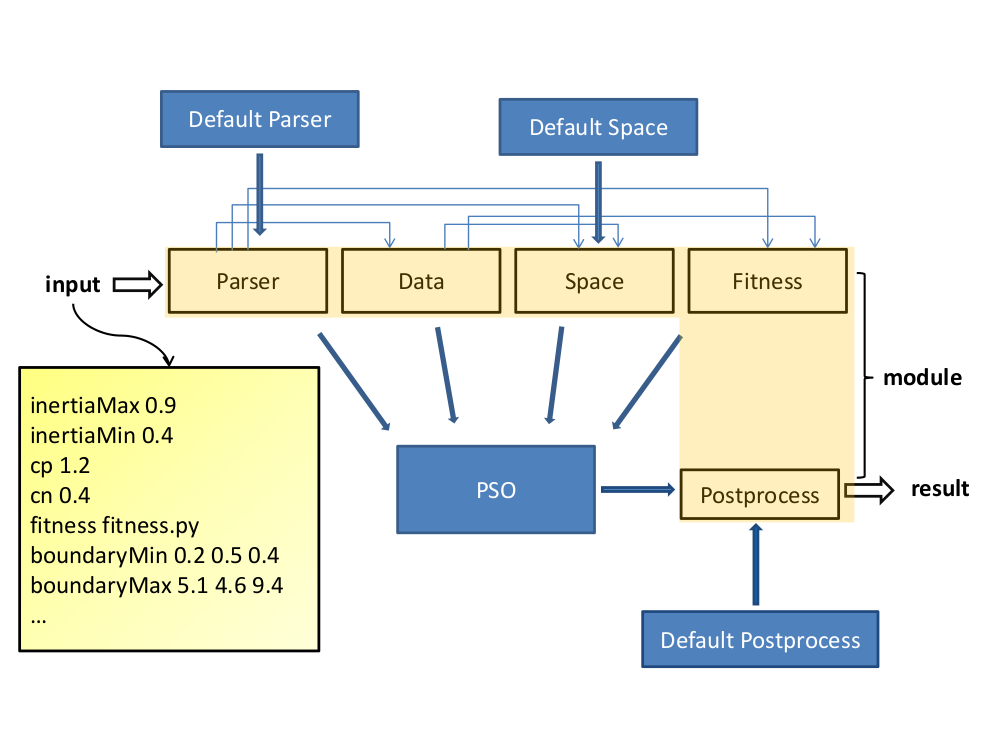 Default Parser
Default Space
input
Parser
Data
Space
Fitness
module
inertiaMax 0.9
inertiaMin 0.4
cp 1.2
cn 0.4
fitness fitness.py
boundaryMin 0.2 0.5 0.4
boundaryMax 5.1 4.6 9.4
...
PSO
Postprocess
result
Default Postprocess